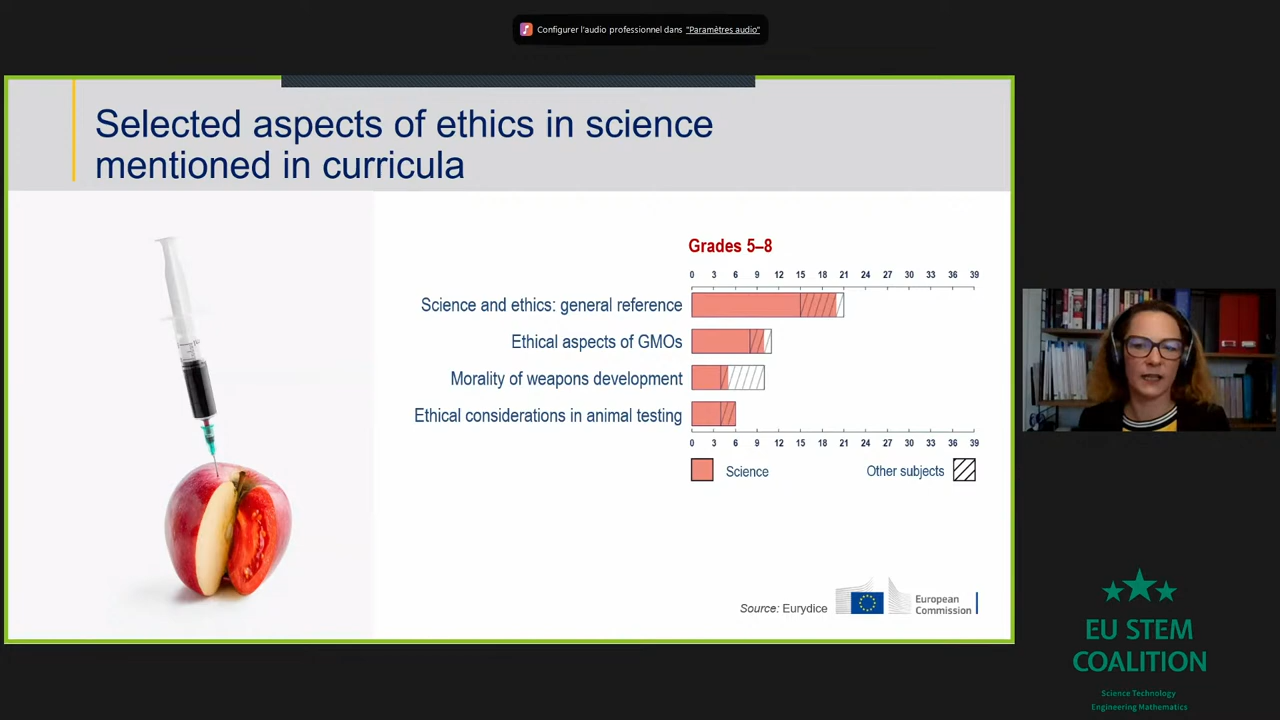 Configurer l'audio professionnel dans "Paramètres audio"
Selected aspects of ethics in science
mentioned in curricula
Grades 5–8
0 3 6 9 12 15 18 21 24 27 30 33 36 39
Science and ethics: general reference
Ethical aspects of GMOs
Morality of weapons development
Ethical considerations in animal testing
0 3 6 9 12 15 18 21 24 27 30 33 36 39
Science
Other subjects
Source: Eurydice
European
Commission
EU STEM
COALITION
Science Technology
Engineering Mathematics